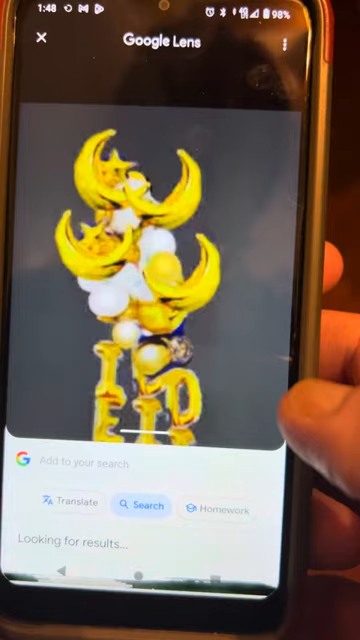 1:48 98%
Google Lens
EID
Add to your search
Translate Search Homework
Looking for results...